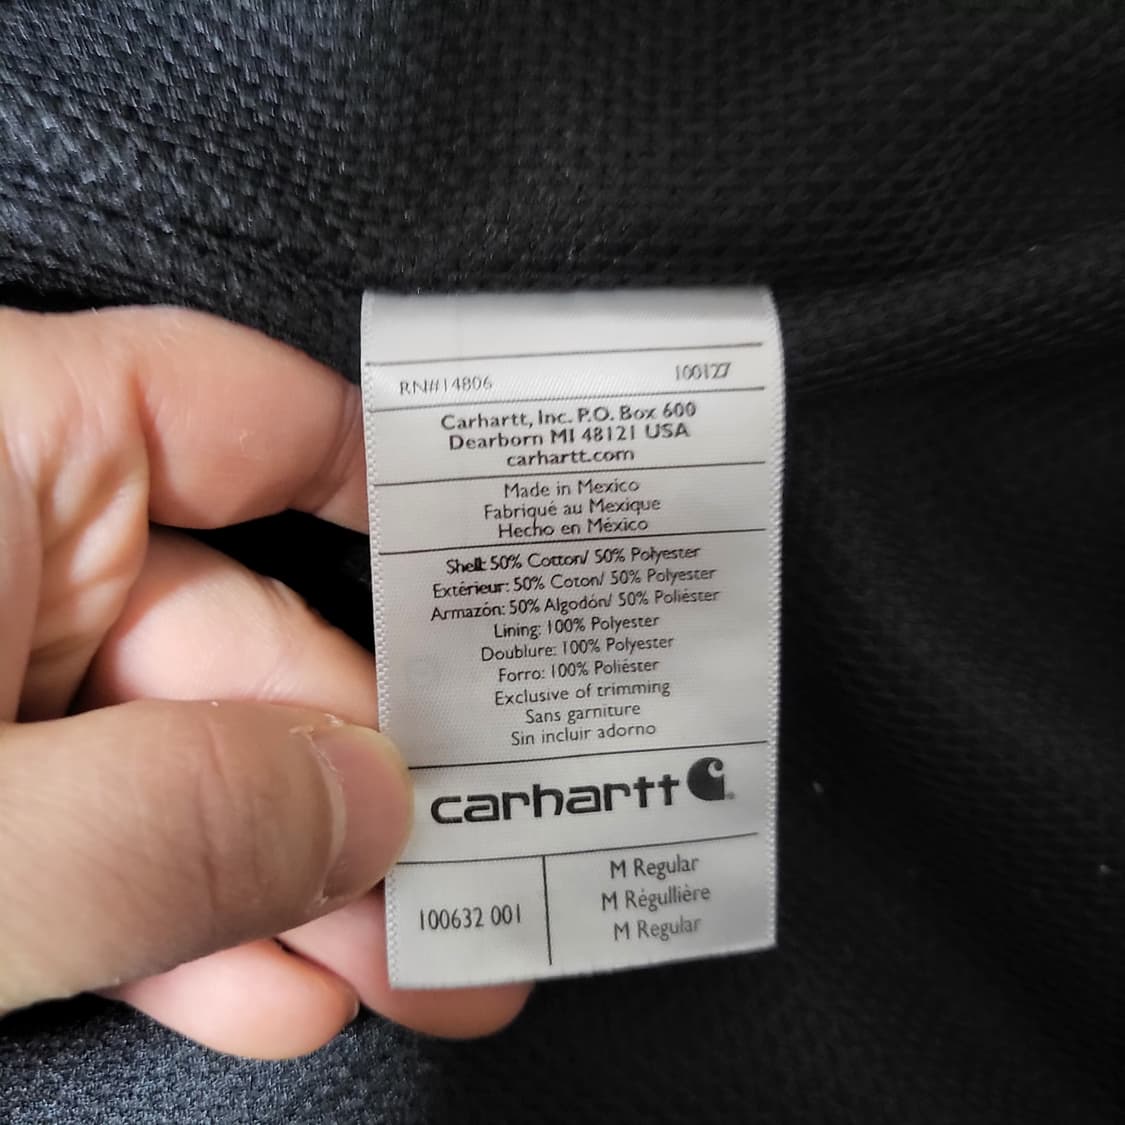 RN#14806 100127
Carhartt, Inc. P.O. Box 600
Dearborn MI 48121 USA
carhartt.com
Made in Mexico
Fabriqué au Mexique
Hecho en México
Shell: 50% Cotton/ 50% Polyester
Extérieur: 50% Coton/ 50% Polyester
Armazón: 50% Algodón/ 50% Poliéster
Lining: 100% Polyester
Doublure: 100% Polyester
Forro: 100% Poliéster
Exclusive of trimming
Sans garniture
Sin incluir adorno
carhartt
100632 001
M Regular
M Régullière
M Regular